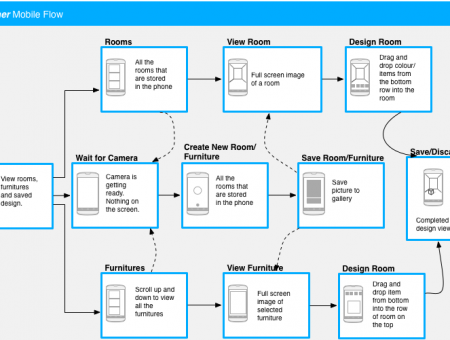 ner Mobile Flow
Rooms
All the
rooms that
are stored
in the phone
View Room
Full screen image
of a room
Design Room
Drag and
drop colour/
items from
the bottom
row into the
room
View rooms,
furnitures
and saved
design.
Wait for Camera
Camera is
getting
ready.
Nothing on
the screen.
Create New Room/
Furniture
All the
rooms that
are stored
in the phone
Save Room/Furniture
Save
picture to
gallery
Save/Disca
Completed
design view
Furnitures
Scroll up and
down to view
all the
furnitures
View Furniture
Full screen
image of
selected
furniture
Design Room
Drag and
drop item
from bottom
into the row
of room on
the top